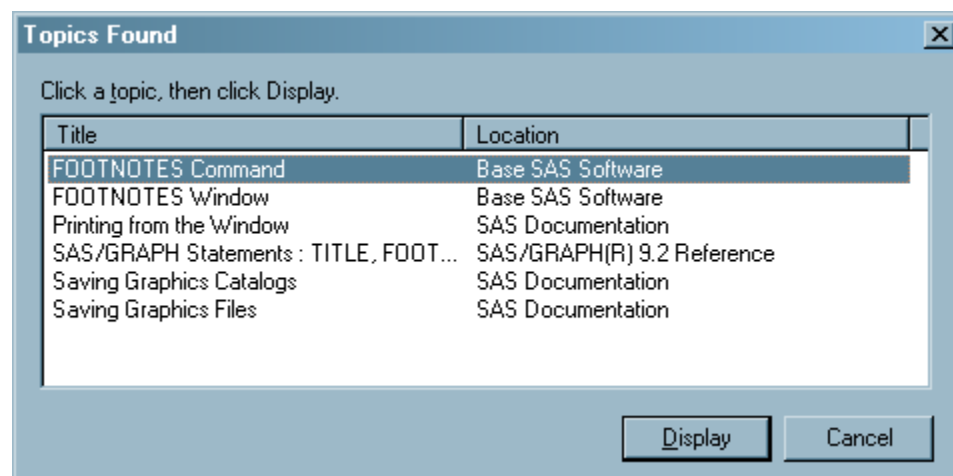 Topics Found
Click a topic, then click Display.
Title Location
FOOTNOTES Command Base SAS Software
FOOTNOTES Window Base SAS Software
Printing from the Window SAS Documentation
SAS/GRAPH Statements : TITLE, FOOT... SAS/GRAPH(R) 9.2 Reference
Saving Graphics Catalogs SAS Documentation
Saving Graphics Files SAS Documentation
Display Cancel